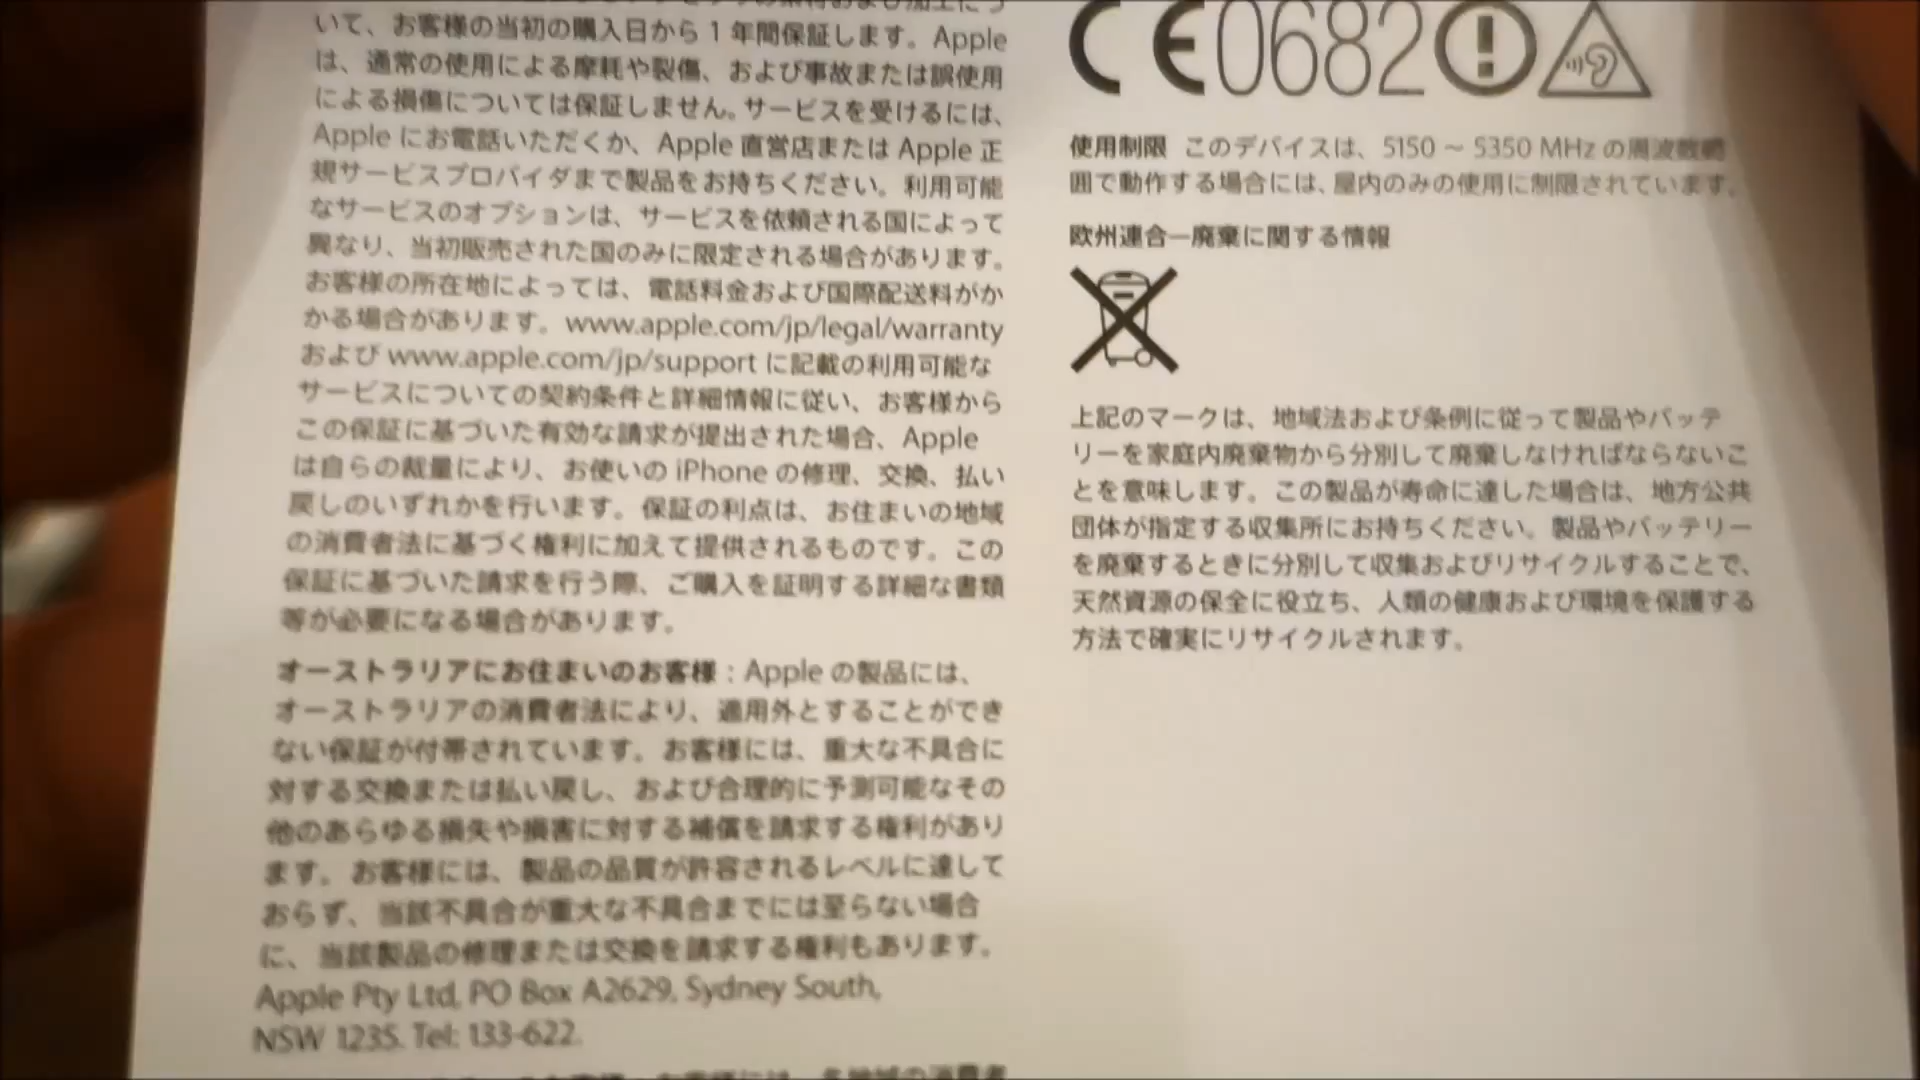 いて、お客様の当初の購入日から 1 年間保証します。Apple
は、通常の使用による摩耗や裂傷、および事故または誤使用
による損傷については保証しません。サービスを受けるには、
Apple にお電話いただくか、Apple 直営店または Apple 正
規サービスプロバイダまで製品をお持ちください。利用可能
なサービスのオプションは、サービスを依頼される国によって
異なり、当初販売された国のみに限定される場合があります。
お客様の所在地によっては、電話料金および国際配送料がか
かる場合があります。www.apple.com/jp/legal/warranty
および www.apple.com/jp/support に記載の利用可能な
サービスについての契約条件と詳細情報に従い、お客様から
この保証に基づいた有効な請求が提出された場合、Apple
は自らの裁量により、お使いの iPhone の修理、交換、払い
戻しのいずれかを行います。保証の利点は、お住まいの地域
の消費者法に基づく権利に加えて提供されるものです。この
保証に基づいた請求を行う際、ご購入を証明する詳細な書類
等が必要になる場合があります。
オーストラリアにお住まいのお客様：Apple の製品には、
オーストラリアの消費者法により、適用外とすることができ
ない保証が付帯されています。お客様には、重大な不具合に
対する交換または払い戻し、および合理的に予測可能なその
他のあらゆる損失や損害に対する補償を請求する権利があり
ます。お客様には、製品の品質が許容されるレベルに達して
おらず、当該不具合が重大な不具合までには至らない場合
に、当該製品の修理または交換を請求する権利もあります。
Apple Pty Ltd, PO Box A2629, Sydney South,
NSW 1235. Tel: 133-622.
CE0682
使用制限 このデバイスは、5150 ～ 5350 MHz の周波数範
囲で動作する場合には、屋内のみの使用に制限されています。
欧州連合—廃棄に関する情報
上記のマークは、地域法および条例に従って製品やバッテ
リーを家庭内廃棄物から分別して廃棄しなければならないこ
とを意味します。この製品が寿命に達した場合は、地方公共
団体が指定する収集所にお持ちください。製品やバッテリー
を廃棄するときに分別して収集およびリサイクルすることで、
天然資源の保全に役立ち、人類の健康および環境を保護する
方法で確実にリサイクルされます。